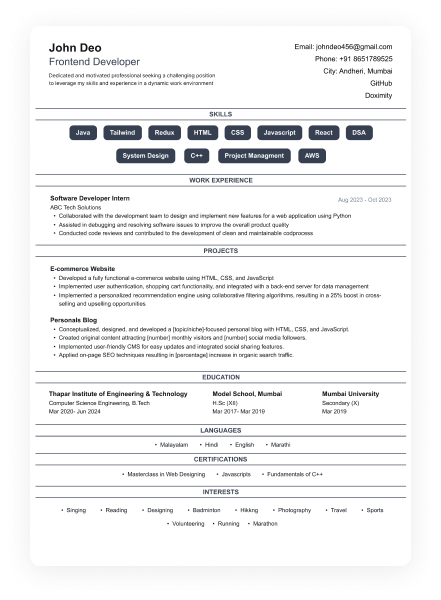 John Deo
Frontend Developer
Dedicated and motivated professional seeking a challenging position
to leverage my skills and experience in a dynamic work environment
Email: johndeo456@gmail.com
Phone: +91 8651789525
City: Andheri, Mumbai
GitHub
Doximity
SKILLS
Java Tailwind Redux HTML CSS Javascript React DSA
System Design C++ Project Managment AWS
WORK EXPERIENCE
Software Developer Intern Aug 2023 - Oct 2023
ABC Tech Solutions
• Collaborated with the development team to design and implement new features for a web application using Python
• Assisted in debugging and resolving software issues to improve the overall product quality
• Conducted code reviews and contributed to the development of clean and maintainable codprocess
PROJECTS
E-commerce Website
• Developed a fully functional e-commerce website using HTML, CSS, and JavaScript
• Implemented user authentication, shopping cart functionality, and integrated with a back-end server for data management
• Implemented a personalized recommendation engine using collaborative filtering algorithms, resulting in a 25% boost in cross-
selling and upselling opportunities
Personals Blog
• Conceptualized, designed, and developed a [topic/niche]-focused personal blog with HTML, CSS, and JavaScript.
• Created original content attracting [number] monthly visitors and [number] social media followers.
• Implemented user-friendly CMS for easy updates and integrated social sharing features.
• Applied on-page SEO techniques resulting in [percentage] increase in organic search traffic.
EDUCATION
Thapar Institute of Engineering & Technology Model School, Mumbai Mumbai University
Computer Science Engineering, B.Tech H.Sc (XII) Secondary (X)
Mar 2020- Jun 2024 Mar 2017- Mar 2019 Mar 2019
LANGUAGES
• Malayalam • Hindi • English • Marathi
CERTIFICATIONS
• Masterclass in Web Designing • Javascripts • Fundamentals of C++
INTERESTS
• Singing • Reading • Designing • Badminton • Hikking • Photography • Travel • Sports
• Volunteering • Running • Marathon